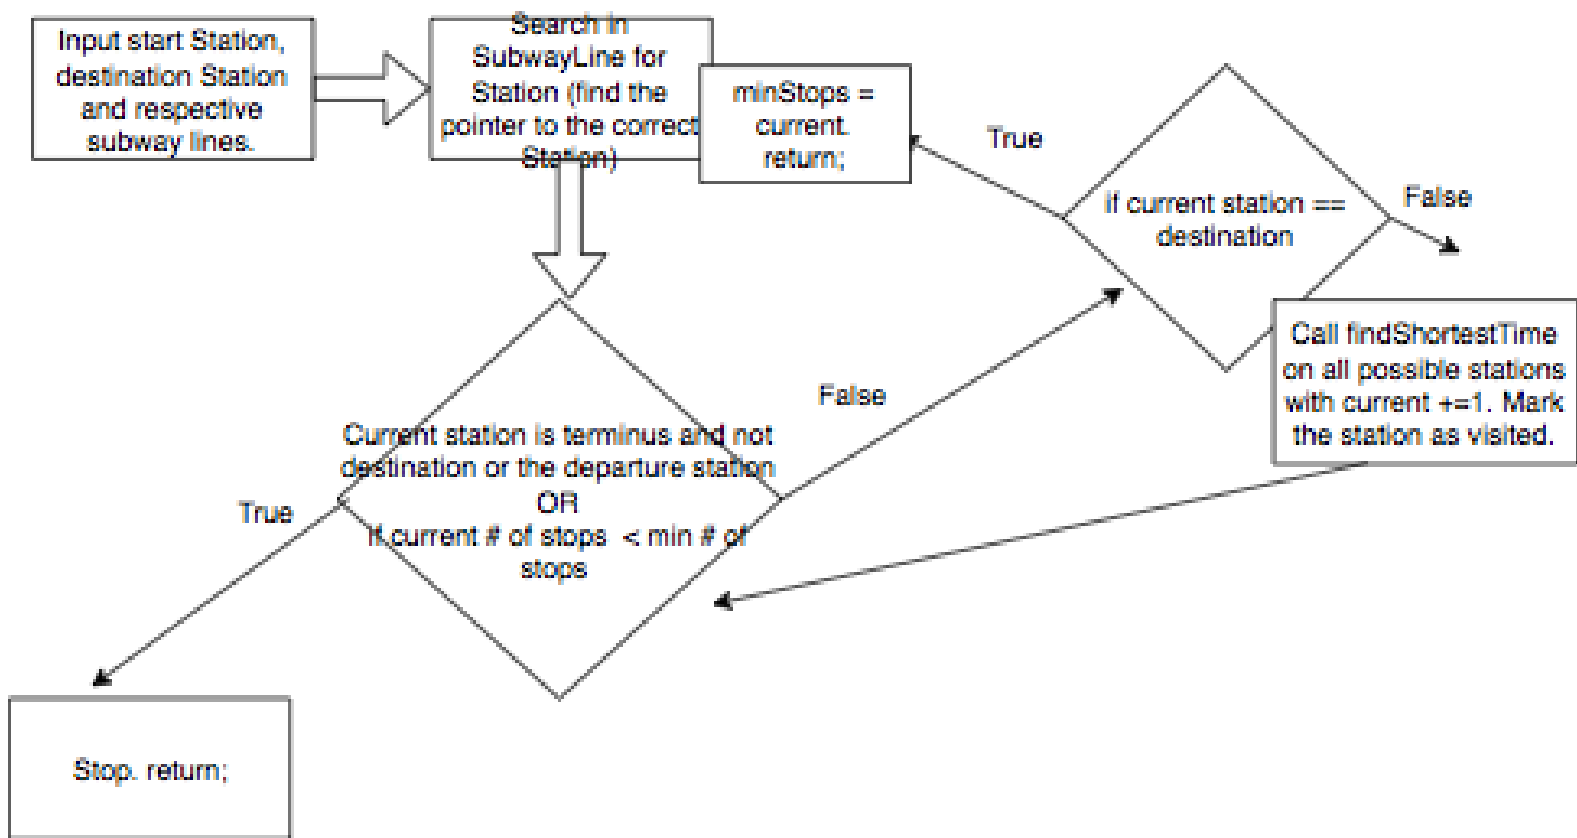 Input start Station,
destination Station
and respective
subway lines.
Search in
SubwayLine for
Station (find the
pointer to the correct
Station)
minStops =
current.
return;
True
if current station ==
destination
False
Call findShortestTime
on all possible stations
with current +=1. Mark
the station as visited.
False
Current station is terminus and not
destination or the departure station
OR
if current # of stops < min # of
stops
True
Stop. return;